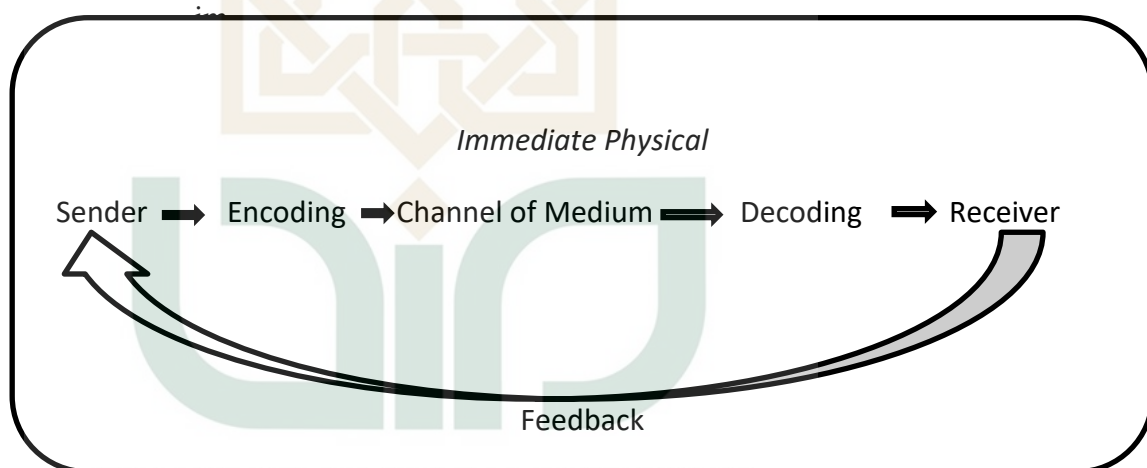 Immediate Physical
Sender Encoding Channel of Medium Decoding Receiver
Feedback